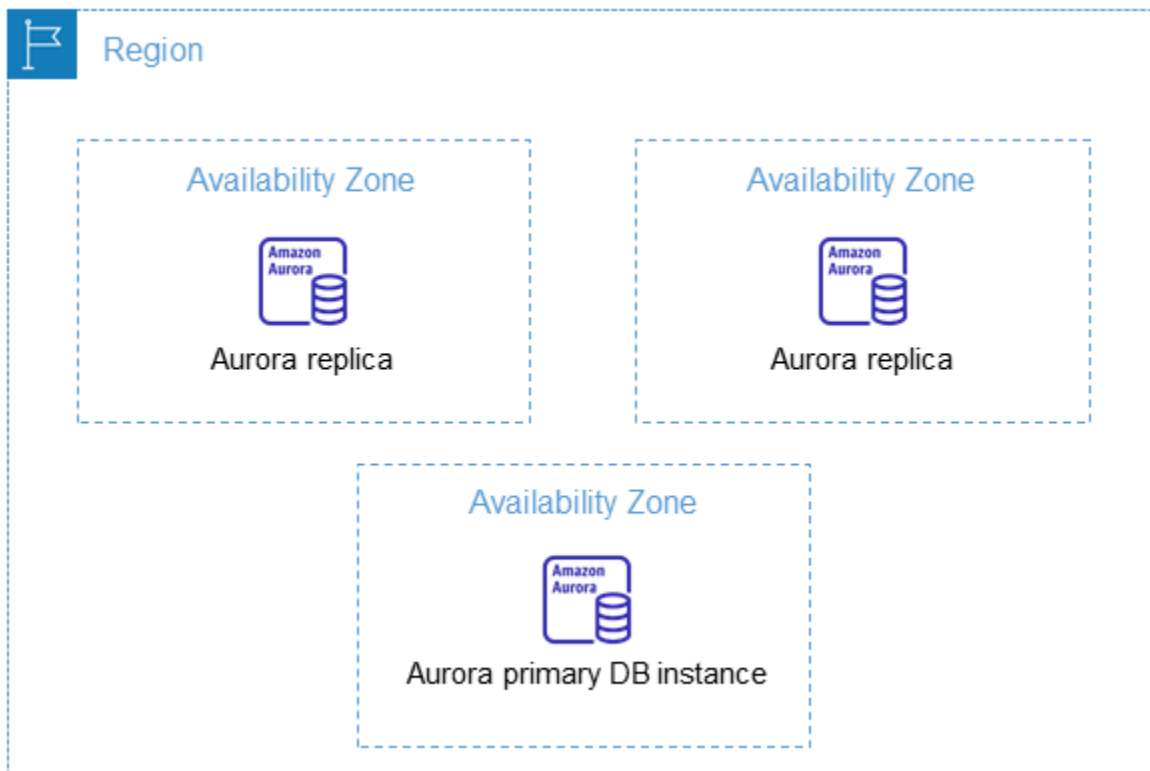 Region
Availability Zone
Amazon
Aurora
Aurora replica
Availability Zone
Amazon
Aurora
Aurora replica
Availability Zone
Amazon
Aurora
Aurora primary DB instance